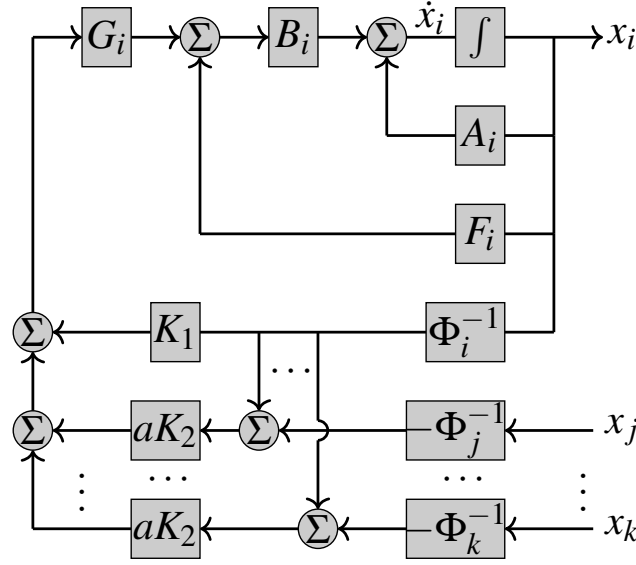 G_i Σ B_i Σ ẋ_i ∫ x_i
A_i
F_i
Σ K_1 Φ_i^{-1}
⋯
Σ aK_2 Σ −Φ_j^{-1} x_j
⋮ ⋯ ⋯ ⋮
aK_2 Σ −Φ_k^{-1} x_k